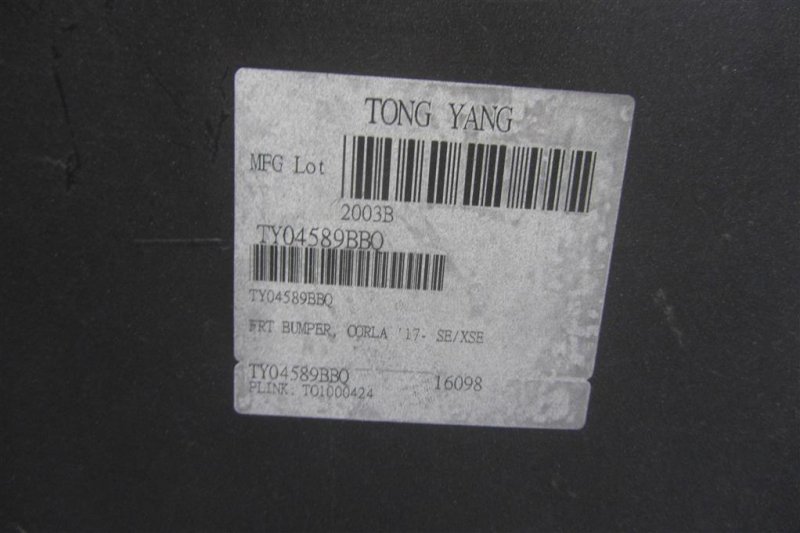 TONG YANG
MFG Lot
2003B
TY04589BBQ
TY04589BBQ
FRT BUMPER, CORLA '17- SE/XSE
TY04589BBQ 16098
PLINK: TO1000424